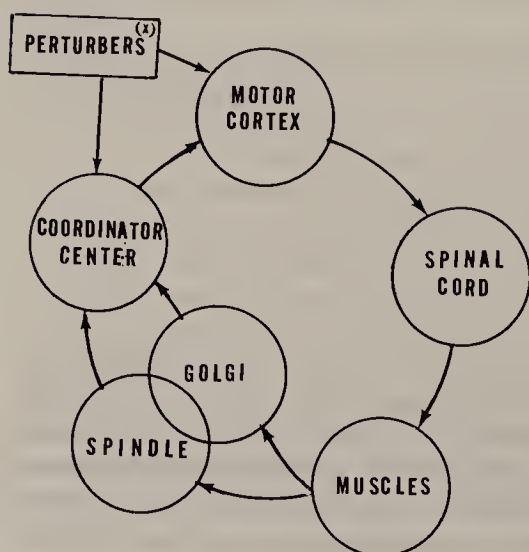 PERTURBERS(X)
MOTOR
CORTEX
COORDINATOR
CENTER
SPINAL
CORD
GOLGI
SPINDLE
MUSCLES